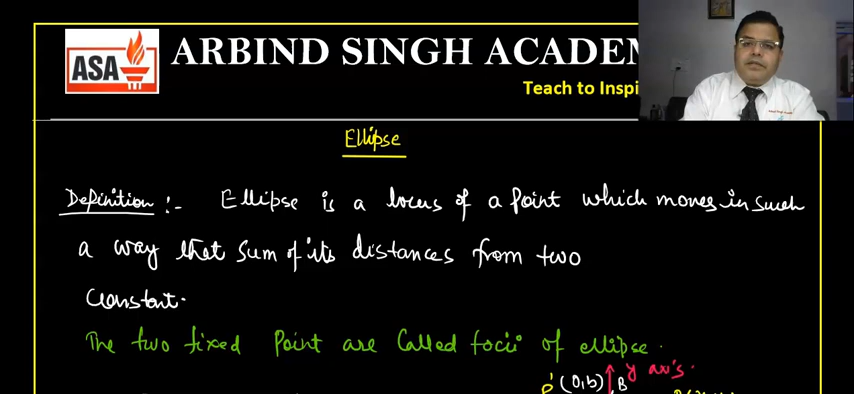 ASA
ARBIND SINGH ACADEM
Teach to Inspi
Ellipse
Definition :- Ellipse is a locus of a point which moves in such
a way that sum of its distances from two
constant.
The two fixed Point are called focii of ellipse.
(0,b) B y axis.